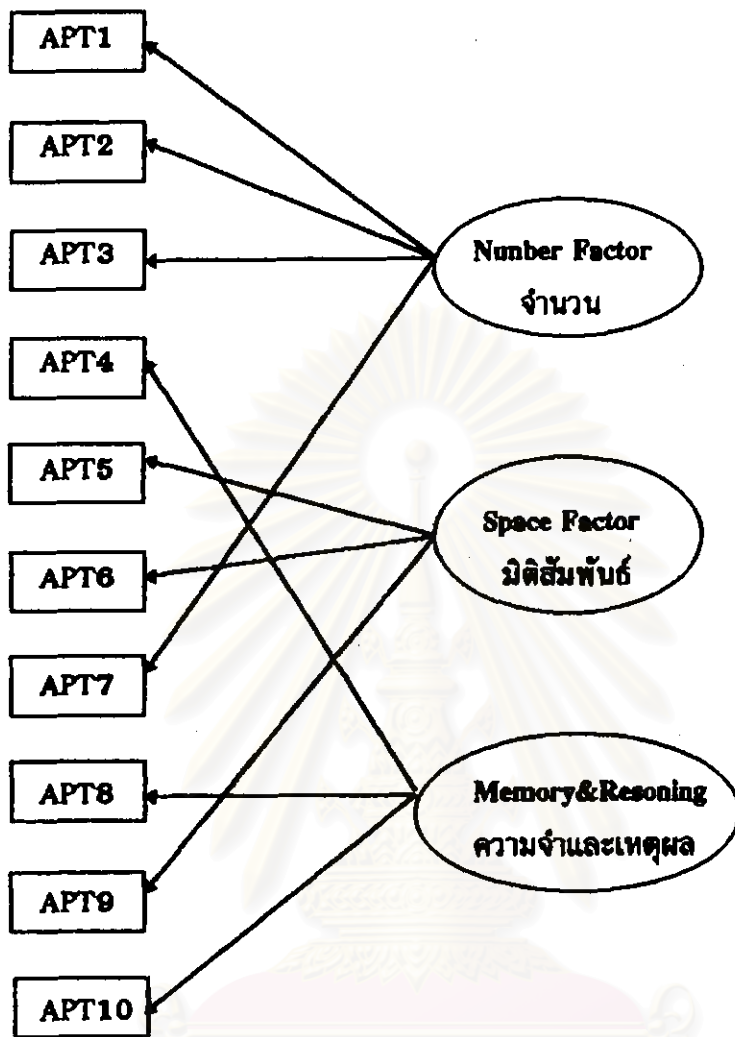 APT1
APT2
APT3
APT4
APT5
APT6
APT7
APT8
APT9
APT10
Number Factor
จำนวน
Space Factor
มิติสัมพันธ์
Memory&Resoning
ความจำและเหตุผล